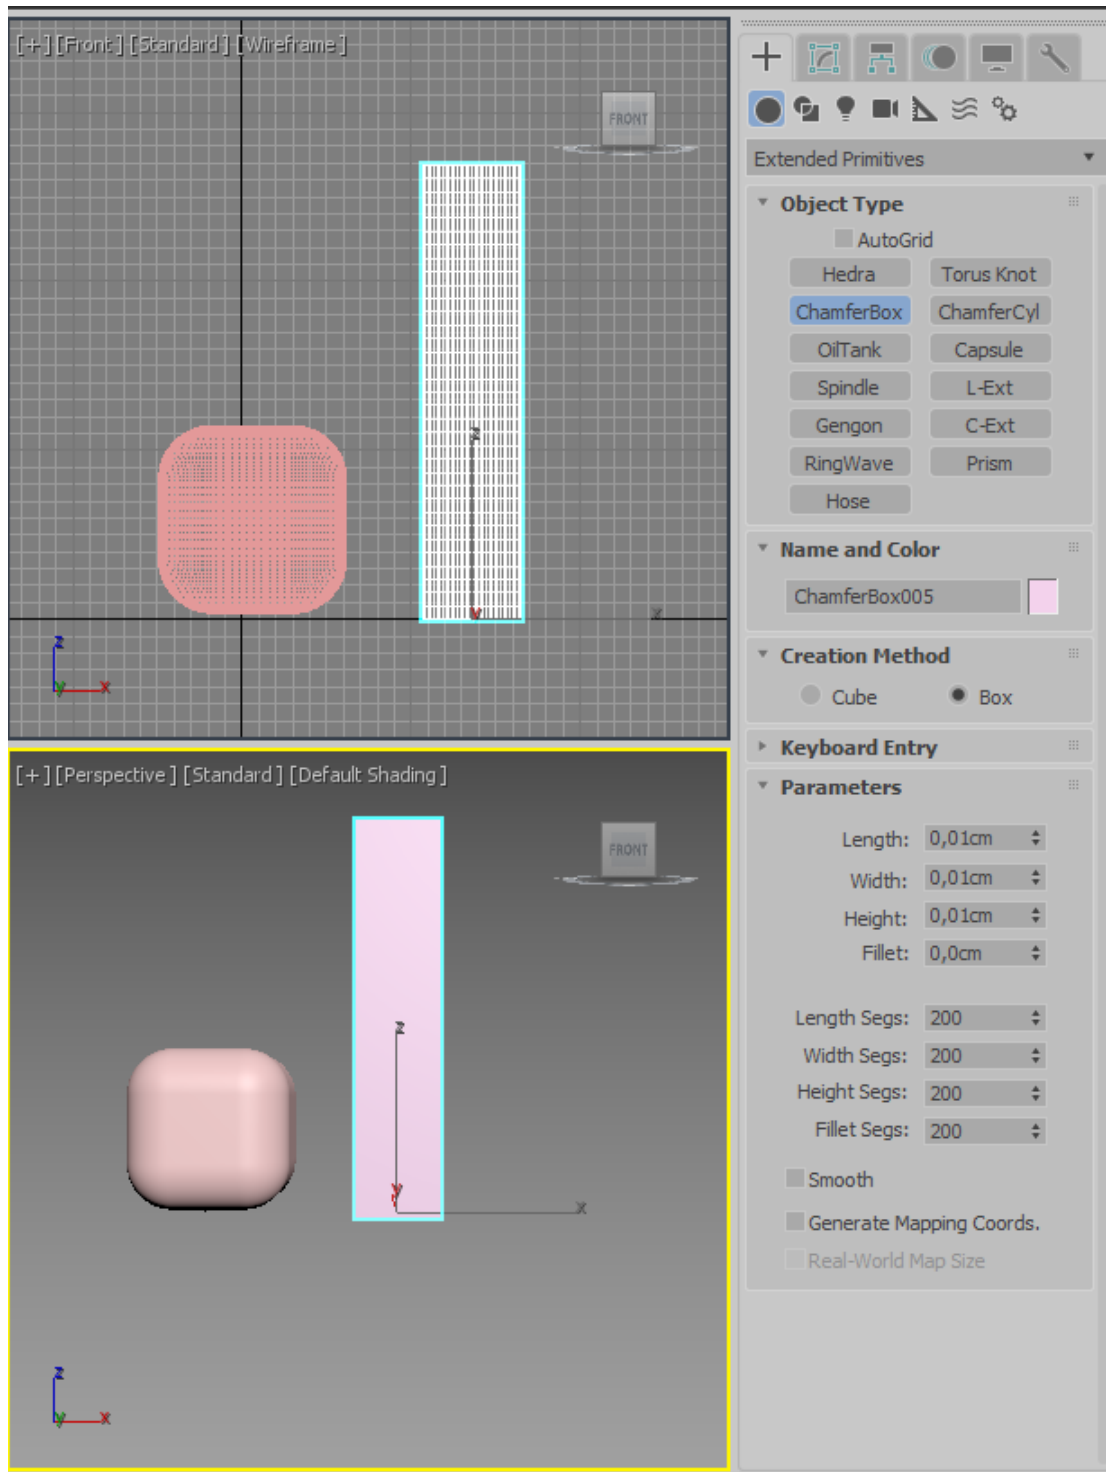 [+] [Front] [Standard] [Wireframe]
FRONT
z
x
z
y x
[+] [Perspective] [Standard] [Default Shading]
FRONT
z
y
x
z
y x
Extended Primitives
Object Type
AutoGrid
Hedra Torus Knot
ChamferBox ChamferCyl
OilTank Capsule
Spindle L-Ext
Gengon C-Ext
RingWave Prism
Hose
Name and Color
ChamferBox005
Creation Method
Cube Box
Keyboard Entry
Parameters
Length: 0,01cm
Width: 0,01cm
Height: 0,01cm
Fillet: 0,0cm
Length Segs: 200
Width Segs: 200
Height Segs: 200
Fillet Segs: 200
Smooth
Generate Mapping Coords.
Real-World Map Size